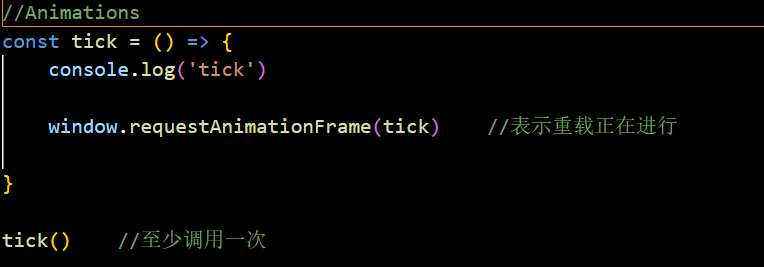 //Animations
const tick = () => {
    console.log('tick')
    window.requestAnimationFrame(tick)    //表示重载正在进行
}
tick()    //至少调用一次